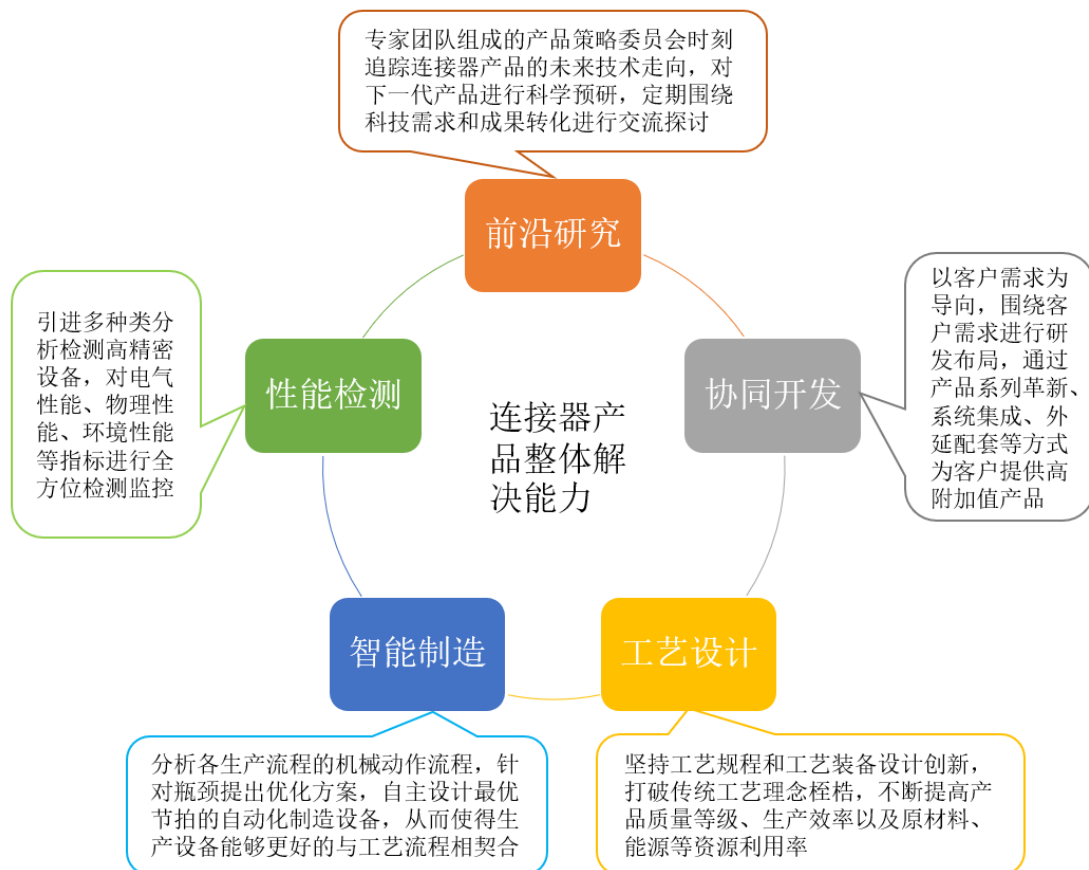 专家团队组成的产品策略委员会时刻
追踪连接器产品的未来技术走向，对
下一代产品进行科学预研，定期围绕
科技需求和成果转化进行交流探讨
前沿研究
以客户需求为
导向，围绕客
户需求进行研
发布局，通过
产品系列革新、
系统集成、外
延配套等方式
为客户提供高
附加值产品
协同开发
引进多种类分
析检测高精密
设备，对电气
性能、物理性
能、环境性能
等指标进行全
方位检测监控
性能检测
连接器产
品整体解
决能力
智能制造
工艺设计
分析各生产流程的机械动作流程，针
对瓶颈提出优化方案，自主设计最优
节拍的自动化制造设备，从而使得生
产设备能够更好的与工艺流程相契合
坚持工艺规程和工艺装备设计创新，
打破传统工艺理念桎梏，不断提高产
品质量等级、生产效率以及原材料、
能源等资源利用率